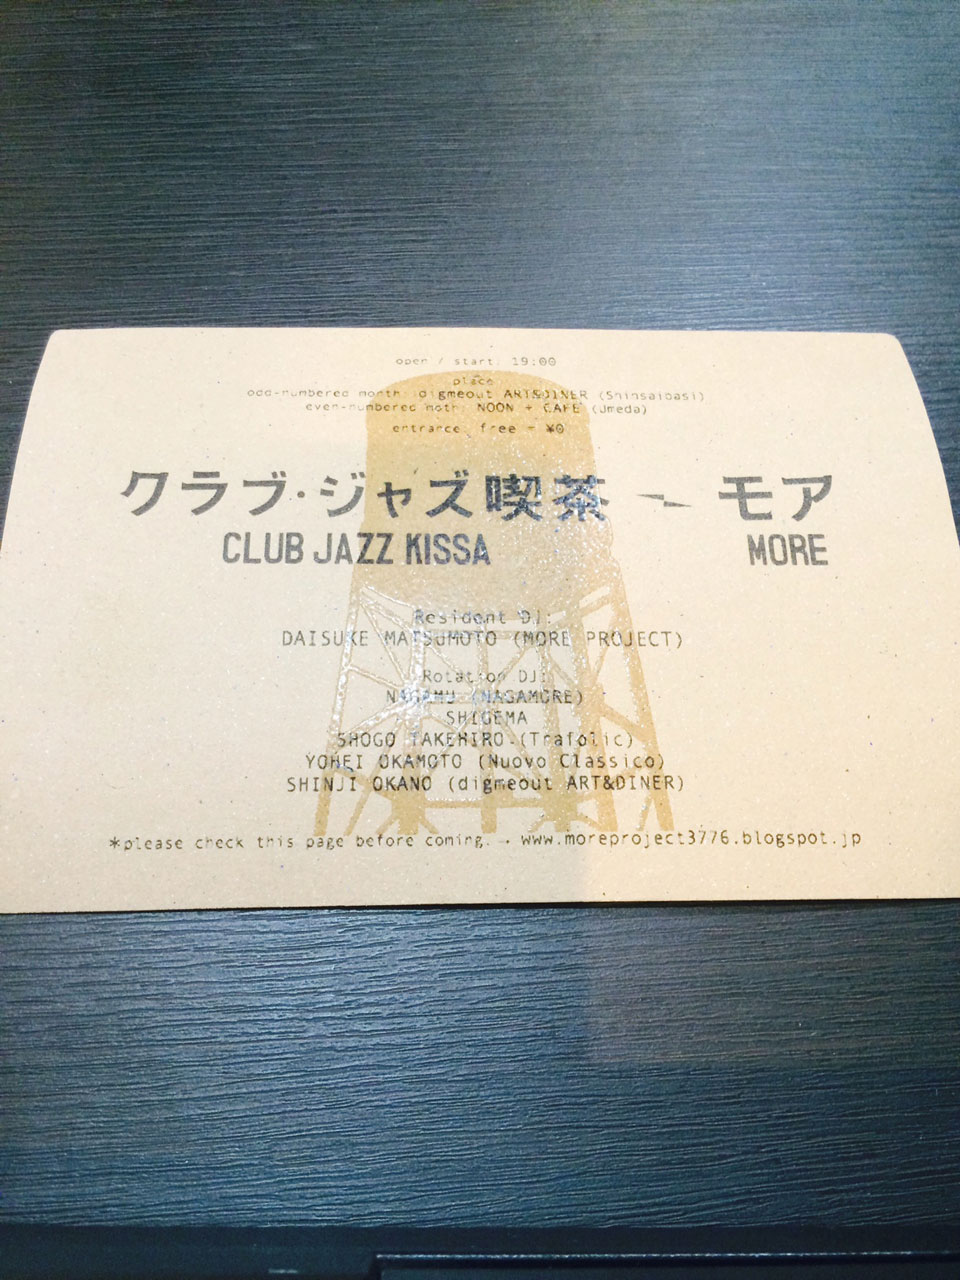 open / start: 19:00
place
odd-numbered month: digmeout ART&DINER (Shinsaibasi)
even-numbered moth: NOON + CAFE (Umeda)
entrance: free = ¥0
クラブ・ジャズ喫茶 ~ モア
CLUB JAZZ KISSA MORE
Resident DJ:
DAISUKE MATSUMOTO (MORE PROJECT)
Rotation DJ:
NAGAMU (NAGAMORE)
SHIGEMA
SHOGO TAKEHIRO (Trafolic)
YOHEI OKAMOTO (Nuovo Classico)
SHINJI OKANO (digmeout ART&DINER)
*please check this page before coming. → www.moreproject3776.blogspot.jp